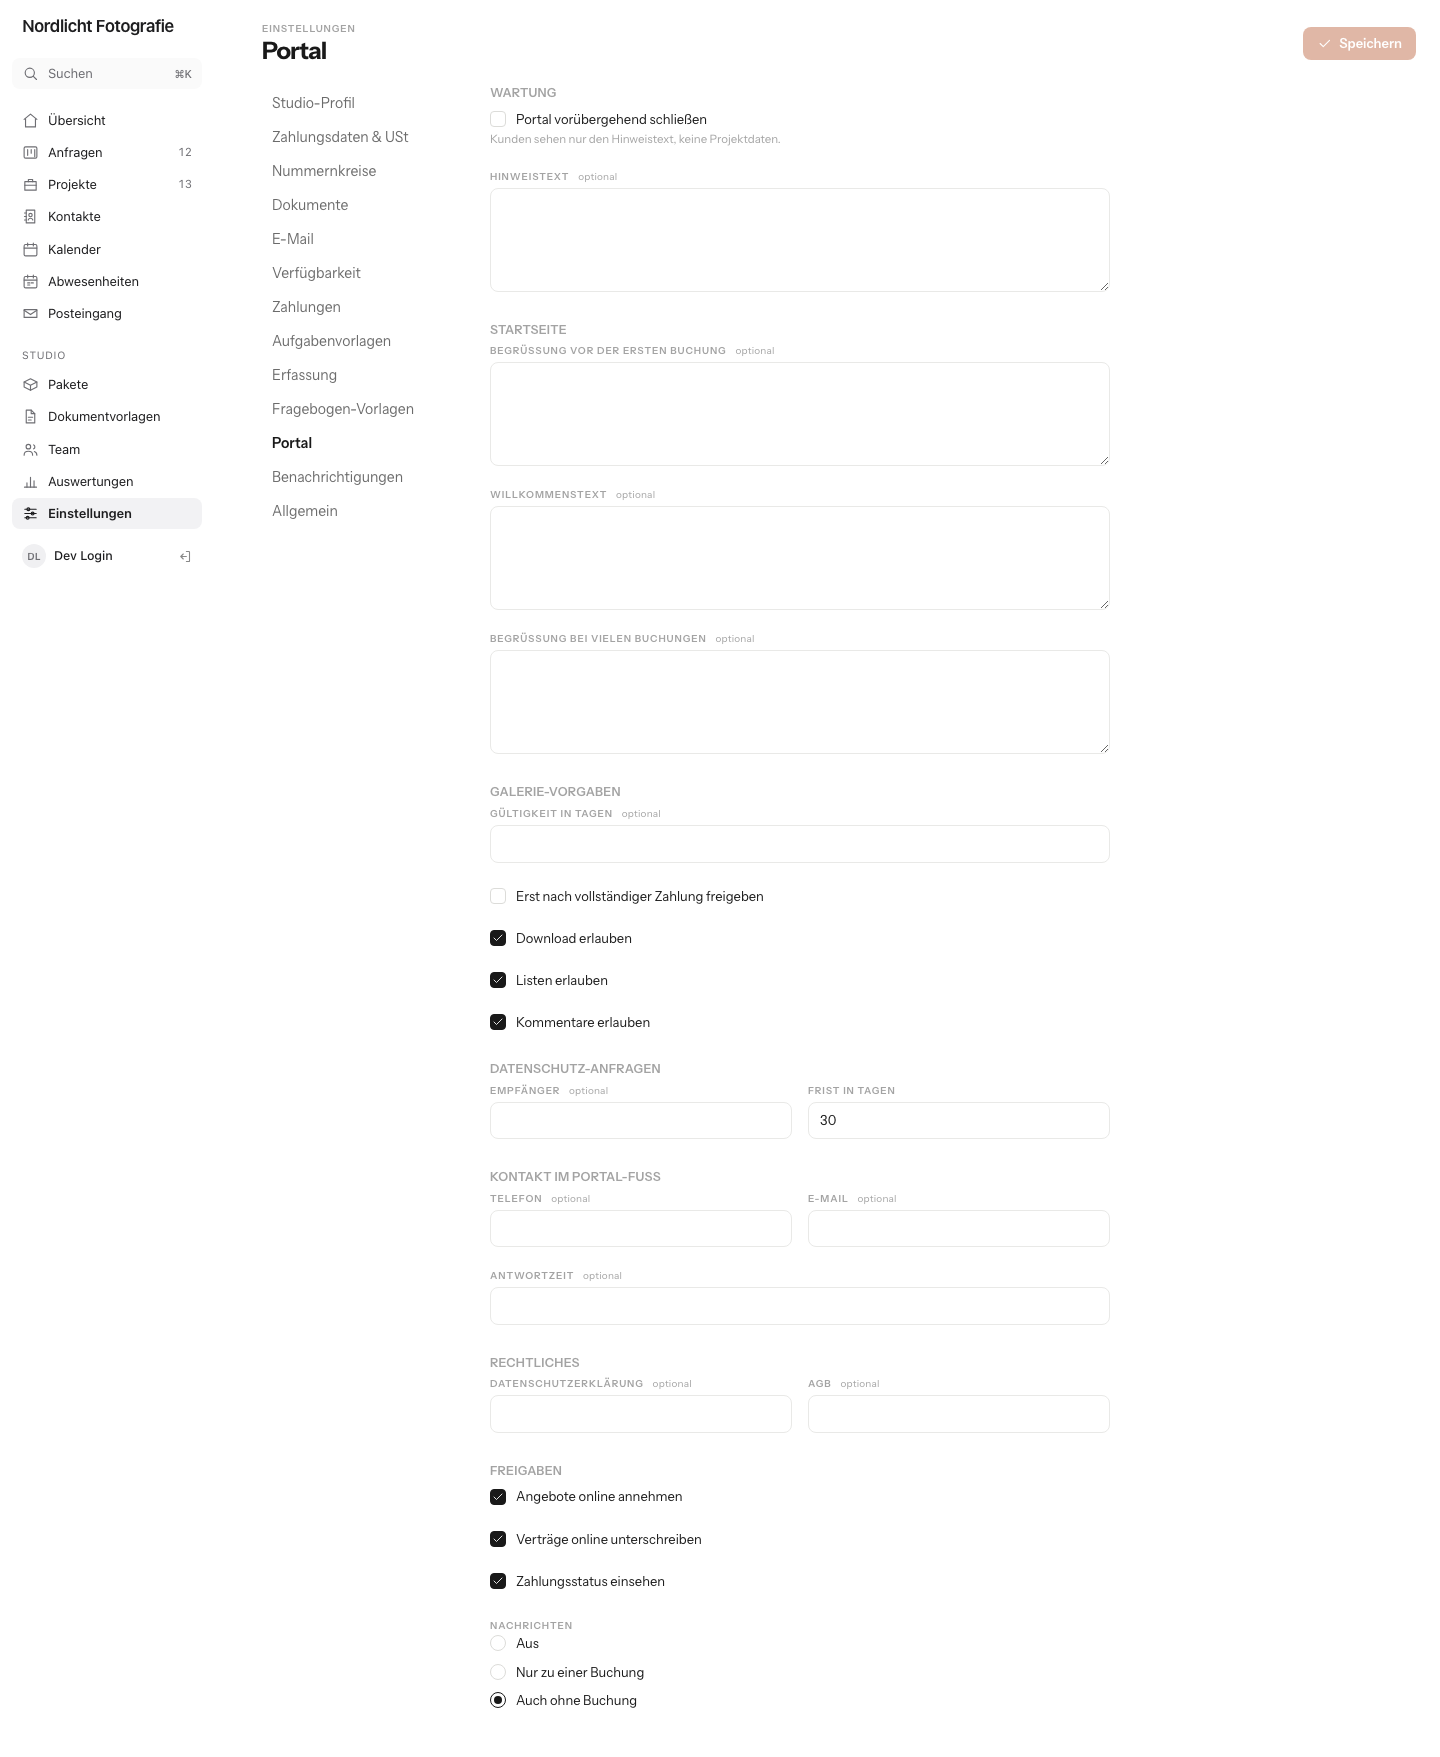 Nordlicht Fotografie
Suchen ⌘K
Übersicht
Anfragen 12
Projekte 13
Kontakte
Kalender
Abwesenheiten
Posteingang
STUDIO
Pakete
Dokumentvorlagen
Team
Auswertungen
Einstellungen
DL Dev Login
EINSTELLUNGEN
Portal
Speichern
Studio-Profil
Zahlungsdaten & USt
Nummernkreise
Dokumente
E-Mail
Verfügbarkeit
Zahlungen
Aufgabenvorlagen
Erfassung
Fragebogen-Vorlagen
Portal
Benachrichtigungen
Allgemein
WARTUNG
Portal vorübergehend schließen
Kunden sehen nur den Hinweistext, keine Projektdaten.
HINWEISTEXT optional
STARTSEITE
BEGRÜSSUNG VOR DER ERSTEN BUCHUNG optional
WILLKOMMENSTEXT optional
BEGRÜSSUNG BEI VIELEN BUCHUNGEN optional
GALERIE-VORGABEN
GÜLTIGKEIT IN TAGEN optional
Erst nach vollständiger Zahlung freigeben
Download erlauben
Listen erlauben
Kommentare erlauben
DATENSCHUTZ-ANFRAGEN
EMPFÄNGER optional FRIST IN TAGEN
30
KONTAKT IM PORTAL-FUSS
TELEFON optional E-MAIL optional
ANTWORTZEIT optional
RECHTLICHES
DATENSCHUTZERKLÄRUNG optional AGB optional
FREIGABEN
Angebote online annehmen
Verträge online unterschreiben
Zahlungsstatus einsehen
NACHRICHTEN
Aus
Nur zu einer Buchung
Auch ohne Buchung